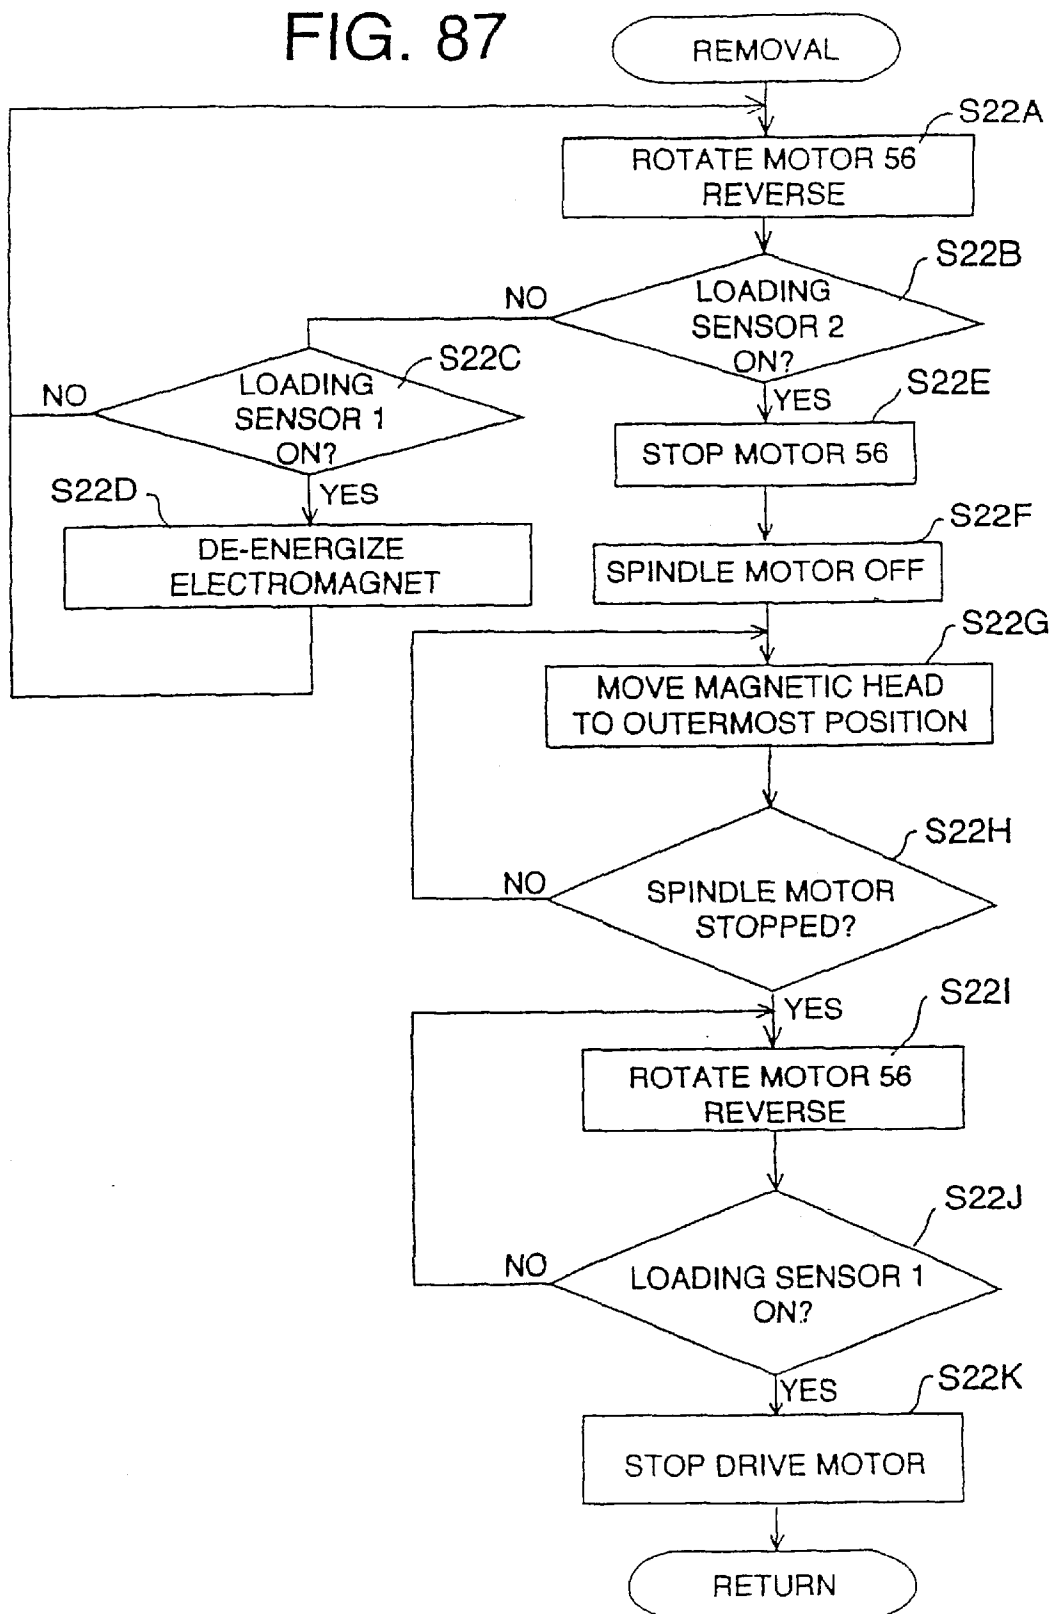 FIG. 87
REMOVAL
S22A
ROTATE MOTOR 56
REVERSE
S22B
LOADING
SENSOR 2
ON?
NO
YES
S22C
LOADING
SENSOR 1
ON?
NO
YES
S22D
DE-ENERGIZE
ELECTROMAGNET
S22E
STOP MOTOR 56
S22F
SPINDLE MOTOR OFF
S22G
MOVE MAGNETIC HEAD
TO OUTERMOST POSITION
S22H
SPINDLE MOTOR
STOPPED?
NO
YES
S22I
ROTATE MOTOR 56
REVERSE
S22J
LOADING SENSOR 1
ON?
NO
YES
S22K
STOP DRIVE MOTOR
RETURN